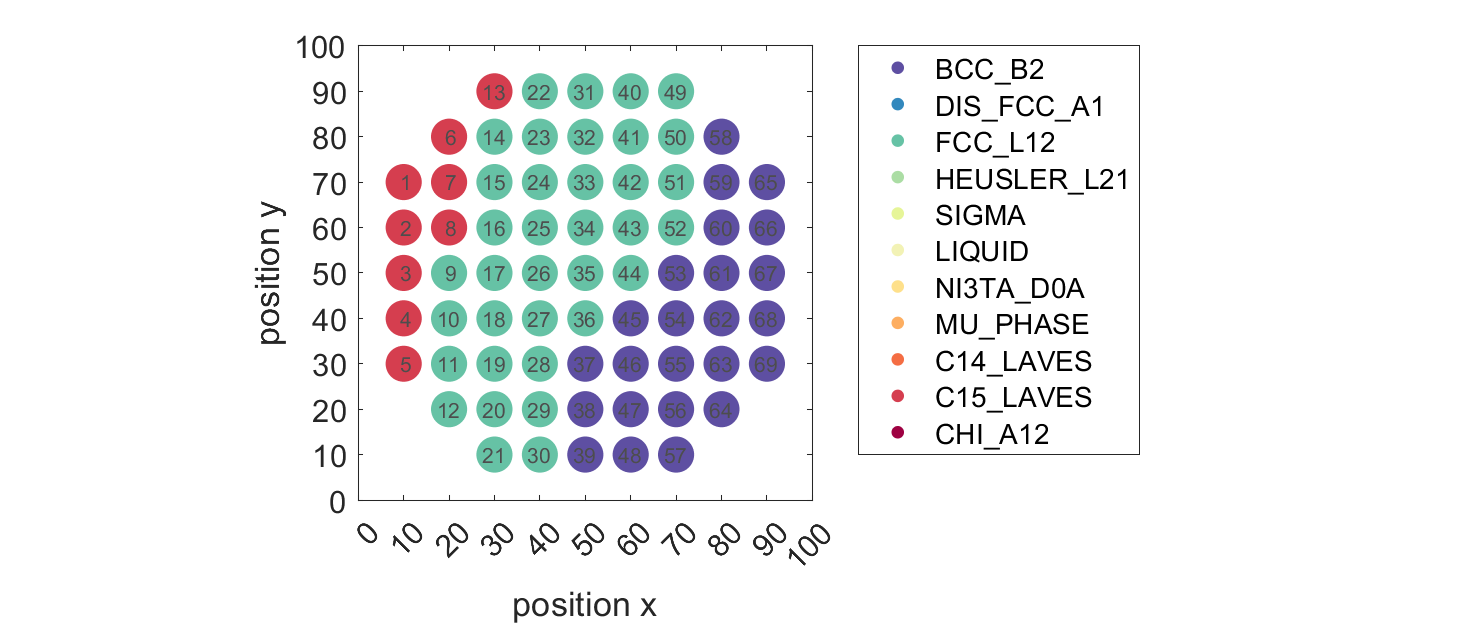 100
90 13 22 31 40 49
80 6 14 23 32 41 50 58
70 1 7 15 24 33 42 51 59 65
60 2 8 16 25 34 43 52 60 66
50 3 9 17 26 35 44 53 61 67
40 4 10 18 27 36 45 54 62 68
30 5 11 19 28 37 46 55 63 69
20 12 20 29 38 47 56 64
10 21 30 39 48 57
0
0 10 20 30 40 50 60 70 80 90 100
position x
position y
BCC_B2
DIS_FCC_A1
FCC_L12
HEUSLER_L21
SIGMA
LIQUID
NI3TA_D0A
MU_PHASE
C14_LAVES
C15_LAVES
CHI_A12